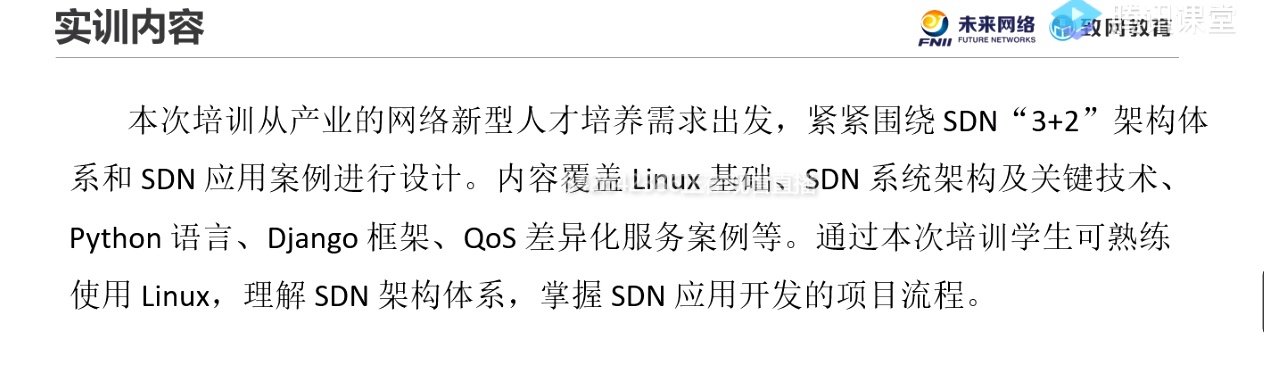 实训内容
FNII 未来网络 FUTURE NETWORKS
致网教育
腾讯课堂
本次培训从产业的网络新型人才培养需求出发，紧紧围绕 SDN“3+2”架构体
系和 SDN 应用案例进行设计。内容覆盖 Linux 基础、SDN 系统架构及关键技术、
Python 语言、Django 框架、QoS 差异化服务案例等。通过本次培训学生可熟练
使用 Linux，理解 SDN 架构体系，掌握 SDN 应用开发的项目流程。